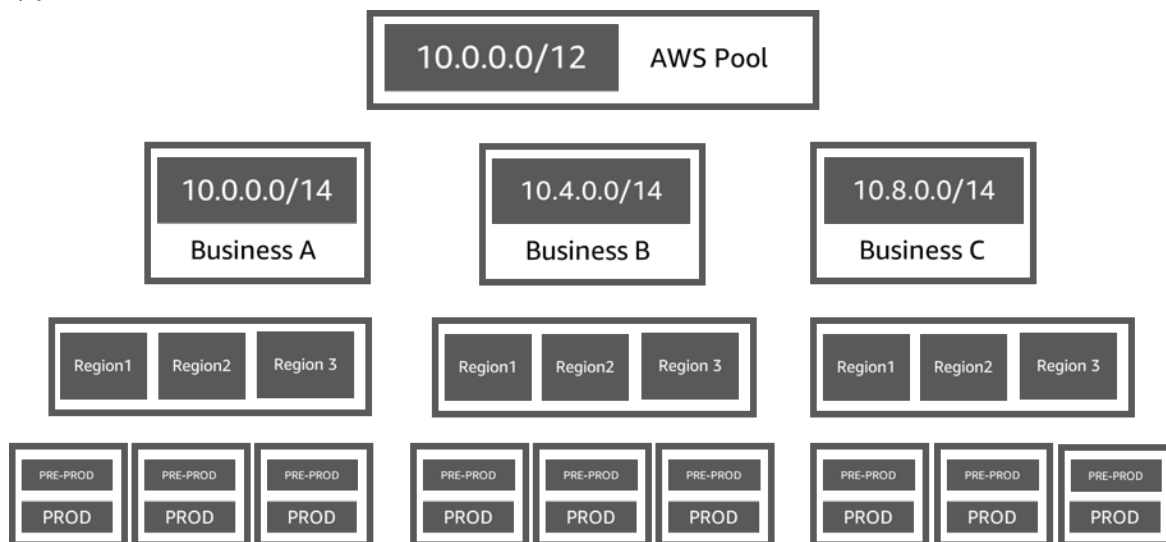 10.0.0.0/12 AWS Pool
10.0.0.0/14 10.4.0.0/14 10.8.0.0/14
Business A Business B Business C
Region1 Region2 Region 3 Region1 Region2 Region 3 Region1 Region2 Region 3
PRE-PROD PRE-PROD PRE-PROD PRE-PROD PRE-PROD PRE-PROD PRE-PROD PRE-PROD PRE-PROD
PROD PROD PROD PROD PROD PROD PROD PROD PROD